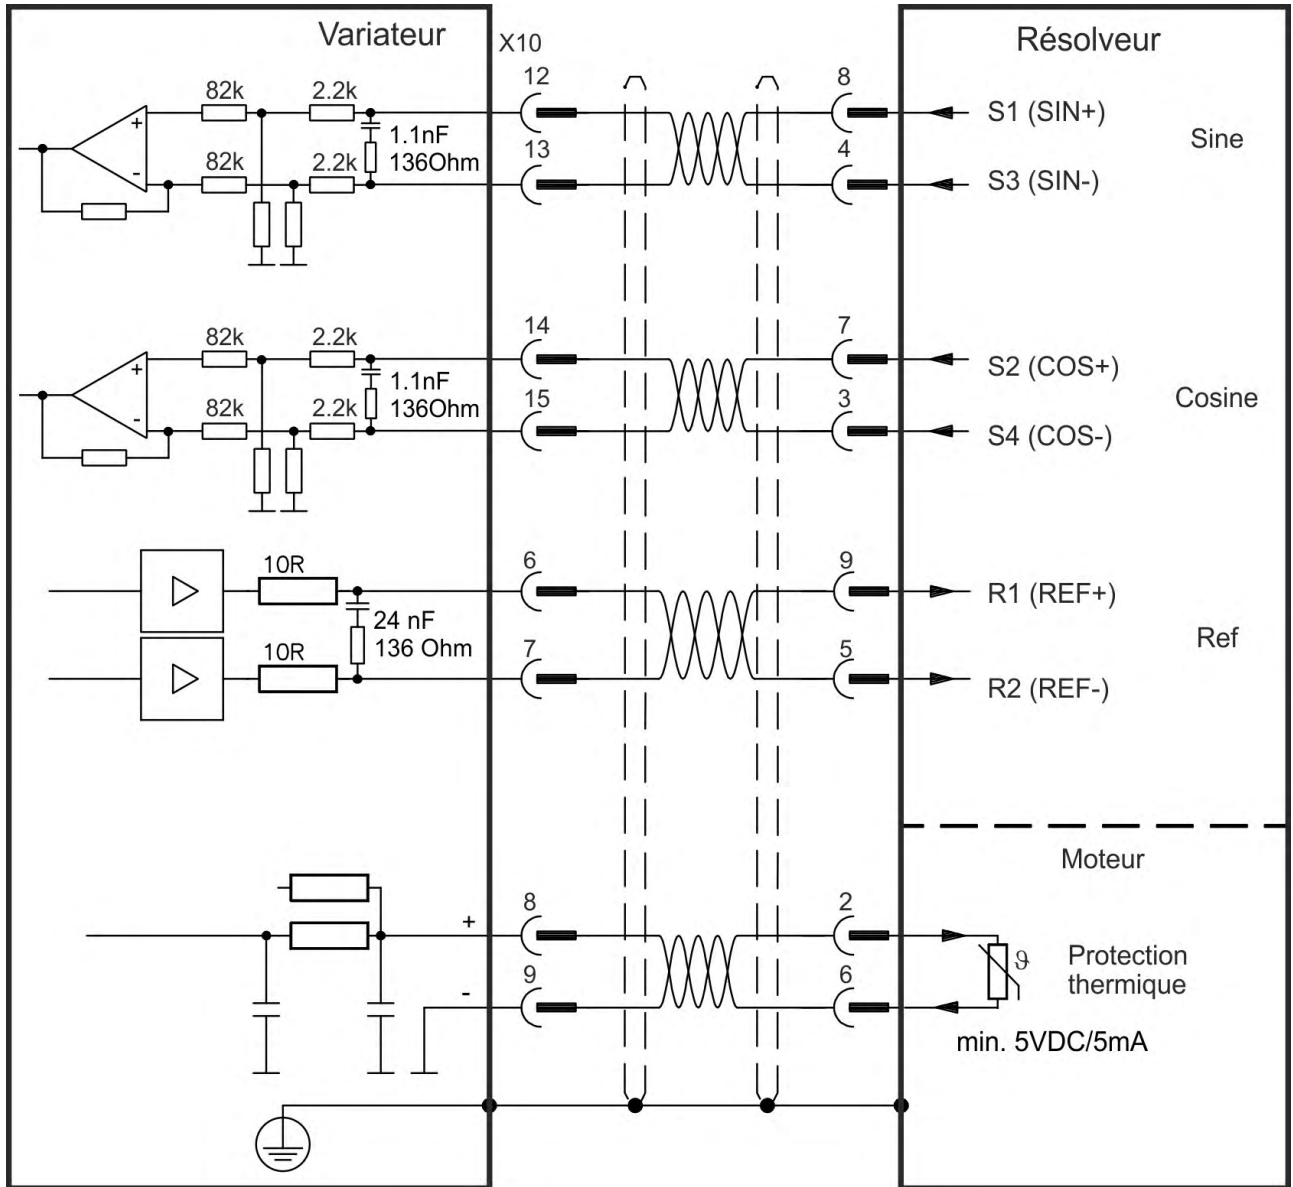 Variateur
X10
Résolveur
12
8
82k
2.2k
S1 (SIN+)
+
1.1nF
136Ohm
Sine
13
4
82k
2.2k
-
S3 (SIN-)
14
7
82k
2.2k
S2 (COS+)
+
1.1nF
136Ohm
Cosine
15
3
82k
2.2k
-
S4 (COS-)
6
9
10R
R1 (REF+)
24 nF
136 Ohm
Ref
7
5
10R
R2 (REF-)
Moteur
8
2
+
ϑ
Protection
thermique
9
6
-
min. 5VDC/5mA